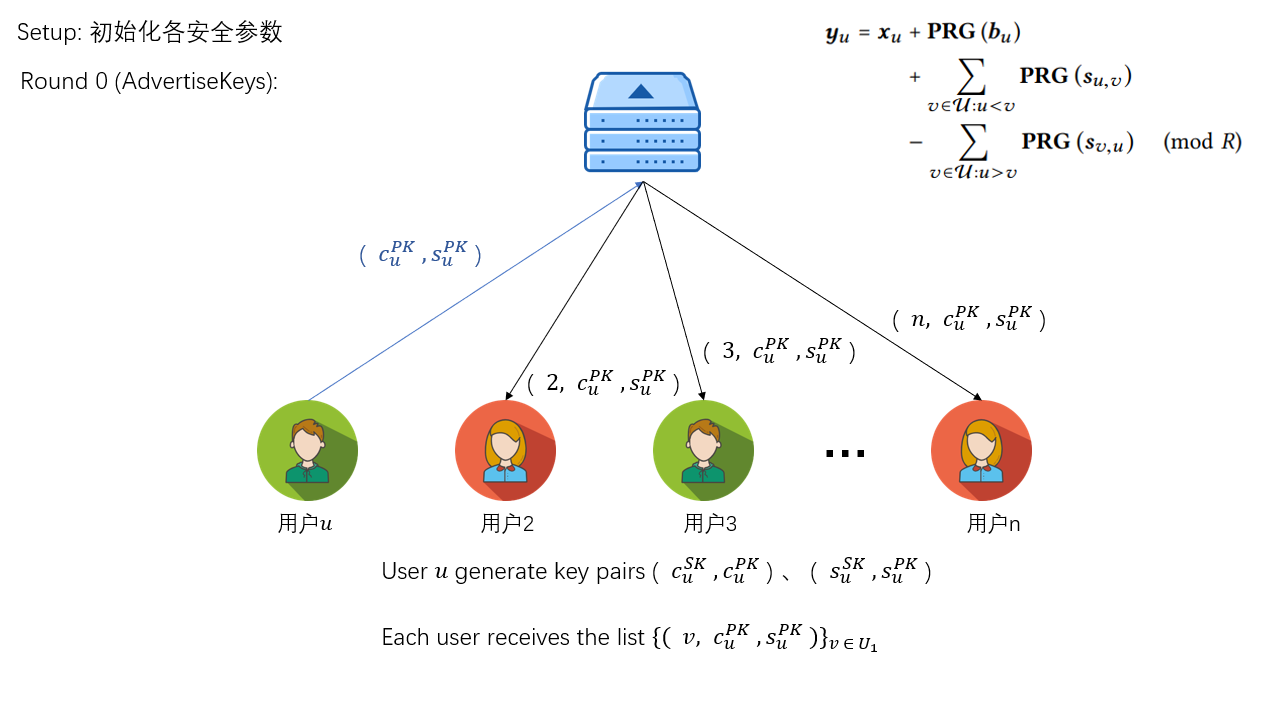 Setup: 初始化各安全参数
Round 0 (AdvertiseKeys):
y_u = x_u + PRG(b_u)
+ ∑_{v∈𝒰:u<v} PRG(s_{u,v})
− ∑_{v∈𝒰:u>v} PRG(s_{v,u}) (mod R)
( c_u^{PK} , s_u^{PK} )
( n, c_u^{PK} , s_u^{PK} )
( 3, c_u^{PK} , s_u^{PK} )
( 2, c_u^{PK} , s_u^{PK} )
...
用户u 用户2 用户3 用户n
User u generate key pairs ( c_u^{SK} , c_u^{PK} ) 、 ( s_u^{SK} , s_u^{PK} )
Each user receives the list {( v, c_u^{PK} , s_u^{PK} )}_{v∈U_1}